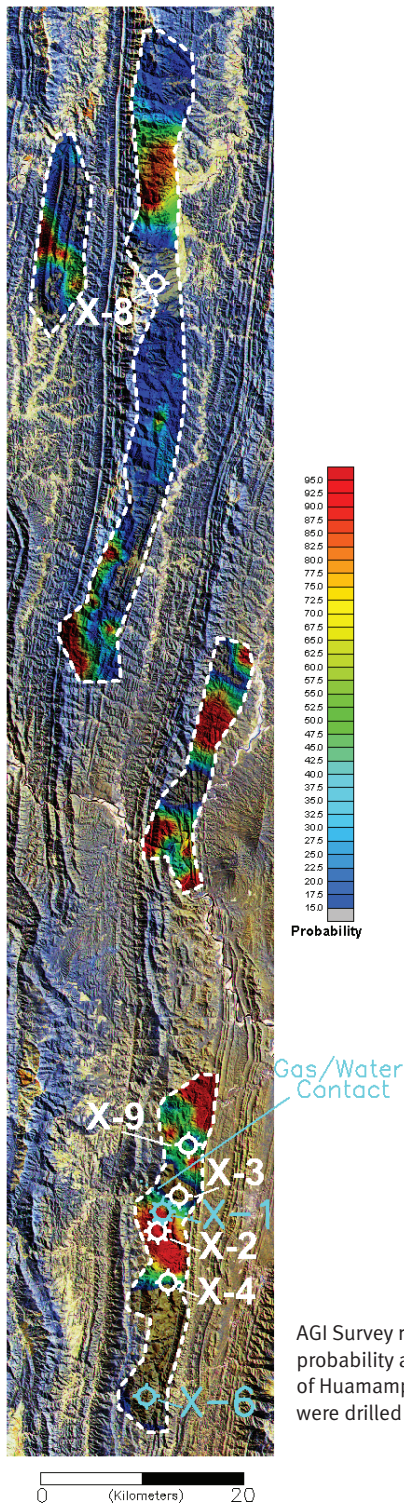 X-8
95.0
92.5
90.0
87.5
85.0
82.5
80.0
77.5
75.0
72.5
70.0
67.5
65.0
62.5
60.0
57.5
55.0
52.5
50.0
47.5
45.0
42.5
40.0
37.5
35.0
32.5
30.0
27.5
25.0
22.5
20.0
17.5
15.0
Probability
Gas/Water
Contact
X-9
X-3
X-1
X-2
X-4
X-6
AGI Survey r
probability a
of Huamamp
were drilled
0 (Kilometers) 20